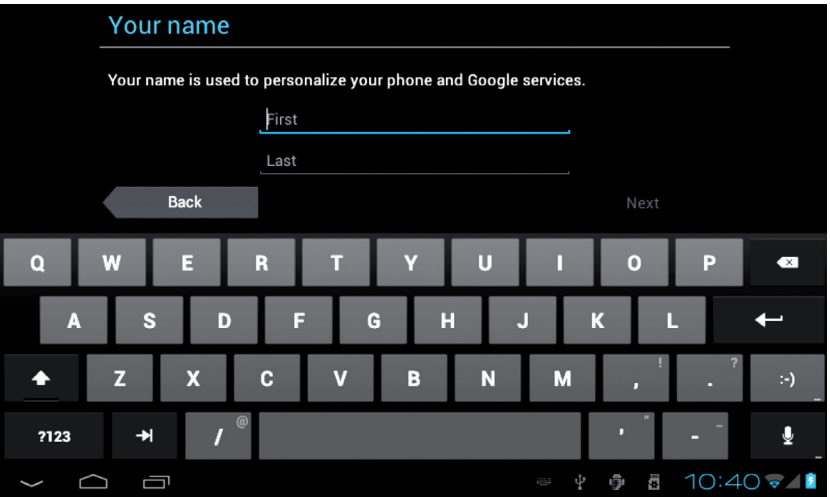 Your name
Your name is used to personalize your phone and Google services.
First
Last
Back Next
Q W E R T Y U I O P
A S D F G H J K L
Z X C V B N M , ! . ? :-) ...
?123 / @ ' " - _ ...
10:40